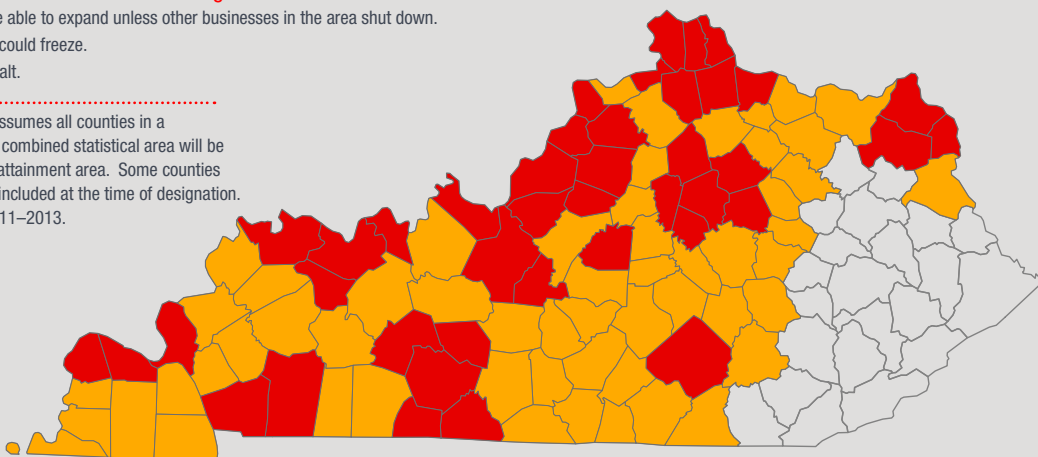 e able to expand unless other businesses in the area shut down.
could freeze.
alt.
ssumes all counties in a
combined statistical area will be
attainment area. Some counties
included at the time of designation.
11–2013.